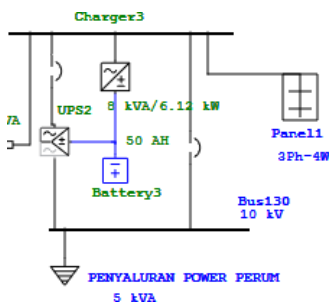 Charger3
8 kVA/6.12 kW
VA
UPS2
50 AH
Panel1
3Ph-4W
Battery3
Bus130
10 kV
PENYALURAN POWER PERUM
5 kVA